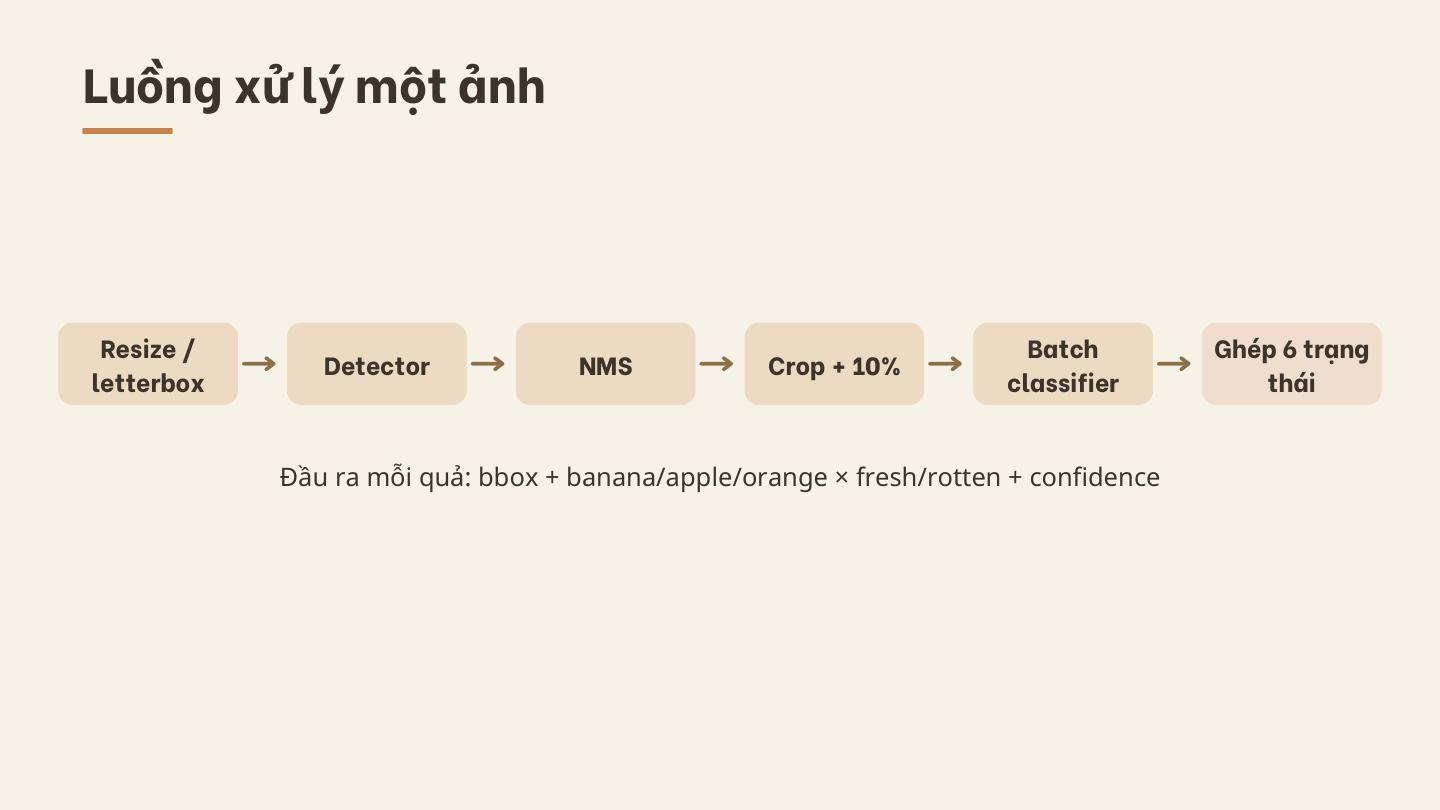 Luồng xử lý một ảnh
Resize /
letterbox
Detector
NMS
Crop + 10%
Batch
classifier
Ghép 6 trạng
thái
Đầu ra mỗi quả: bbox + banana/apple/orange × fresh/rotten + confidence